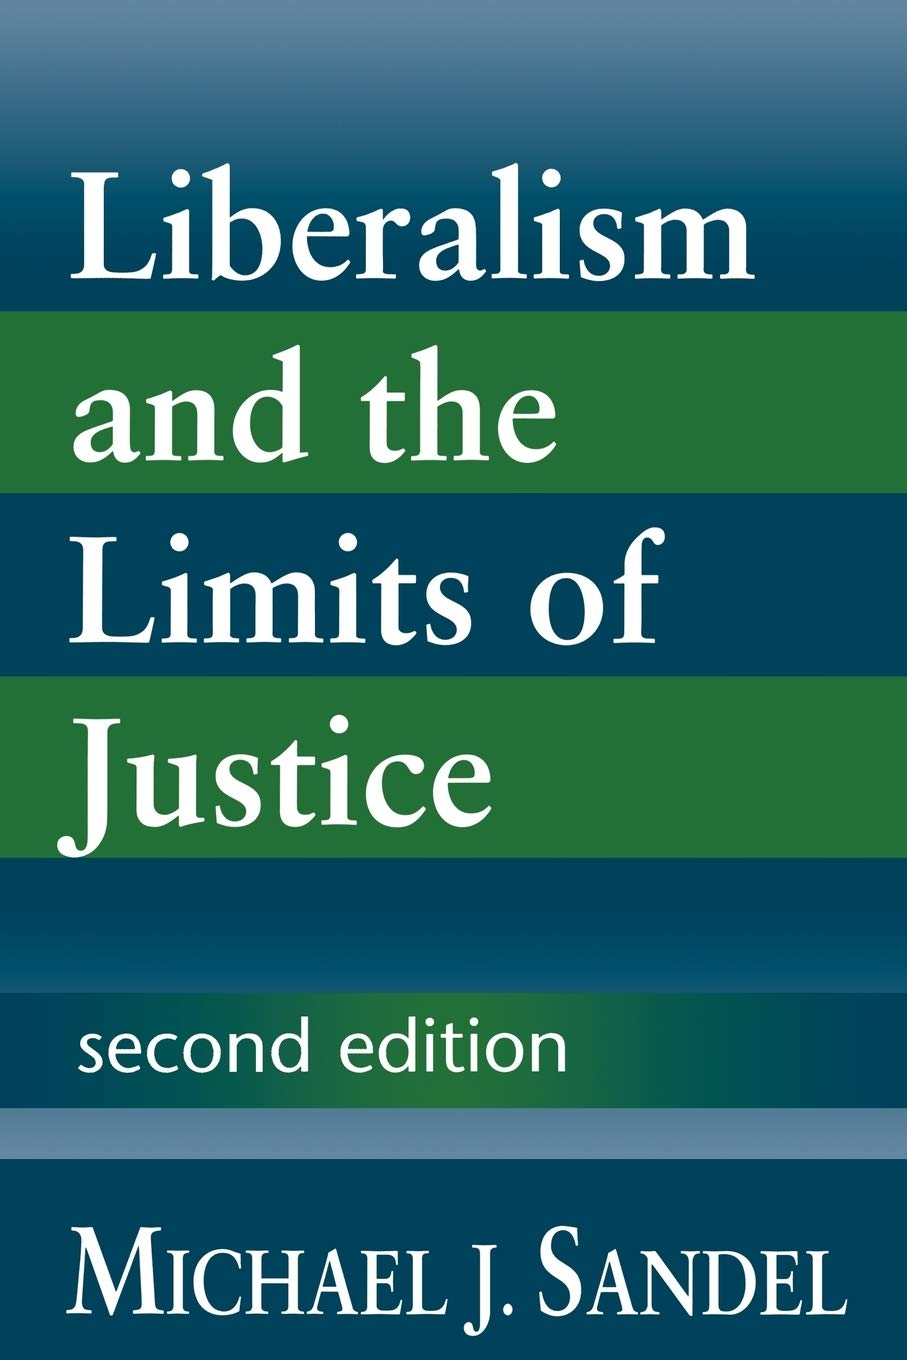 Liberalism
and the
Limits of
Justice
second edition
MICHAEL J. SANDEL